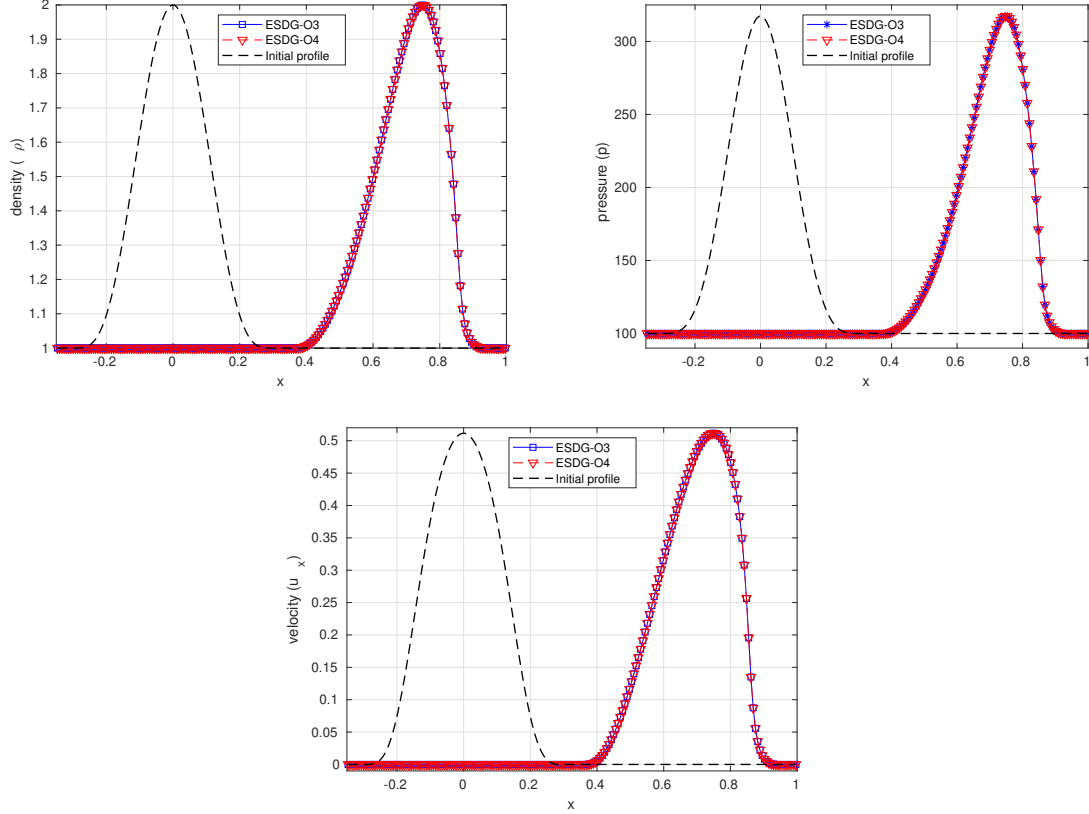 2
1.9
1.8
1.7
1.6
1.5
1.4
1.3
1.2
1.1
1
density ( ρ)
ESDG-O3
ESDG-O4
Initial profile
-0.2 0 0.2 0.4 0.6 0.8 1
x
300
250
200
150
100
pressure (p)
ESDG-O3
ESDG-O4
Initial profile
-0.2 0 0.2 0.4 0.6 0.8 1
x
0.5
0.45
0.4
0.35
0.3
0.25
0.2
0.15
0.1
0.05
0
velocity (u x)
ESDG-O3
ESDG-O4
Initial profile
-0.2 0 0.2 0.4 0.6 0.8 1
x